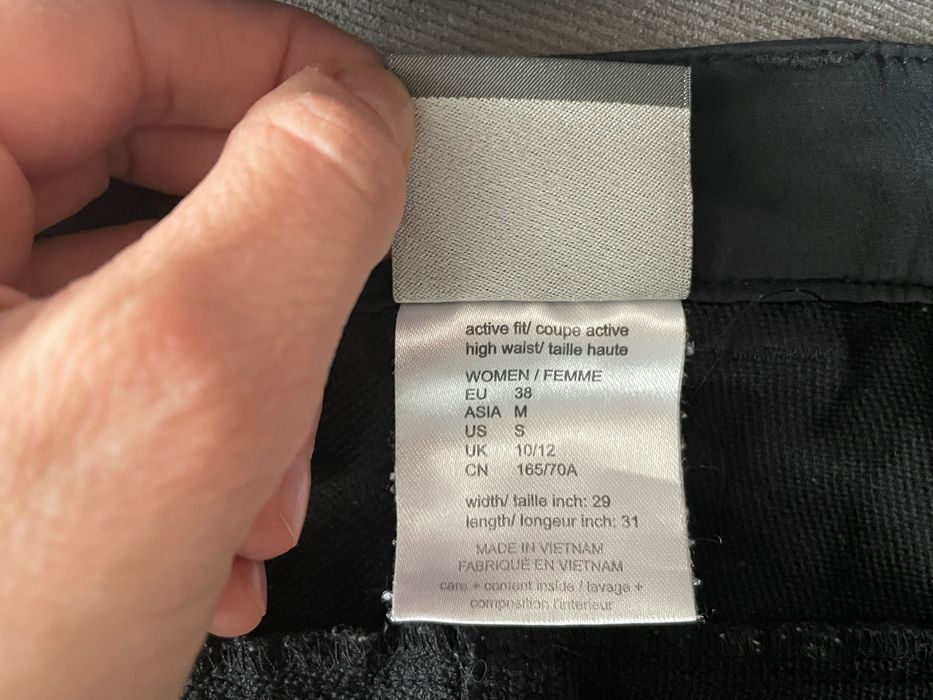 active fit/ coupe active
high waist/ taille haute
WOMEN / FEMME
EU 38
ASIA M
US S
UK 10/12
CN 165/70A
width/ taille inch: 29
length/ longeur inch: 31
MADE IN VIETNAM
FABRIQUÉ EN VIETNAM
care + content inside / lavage +
composition l'interieur